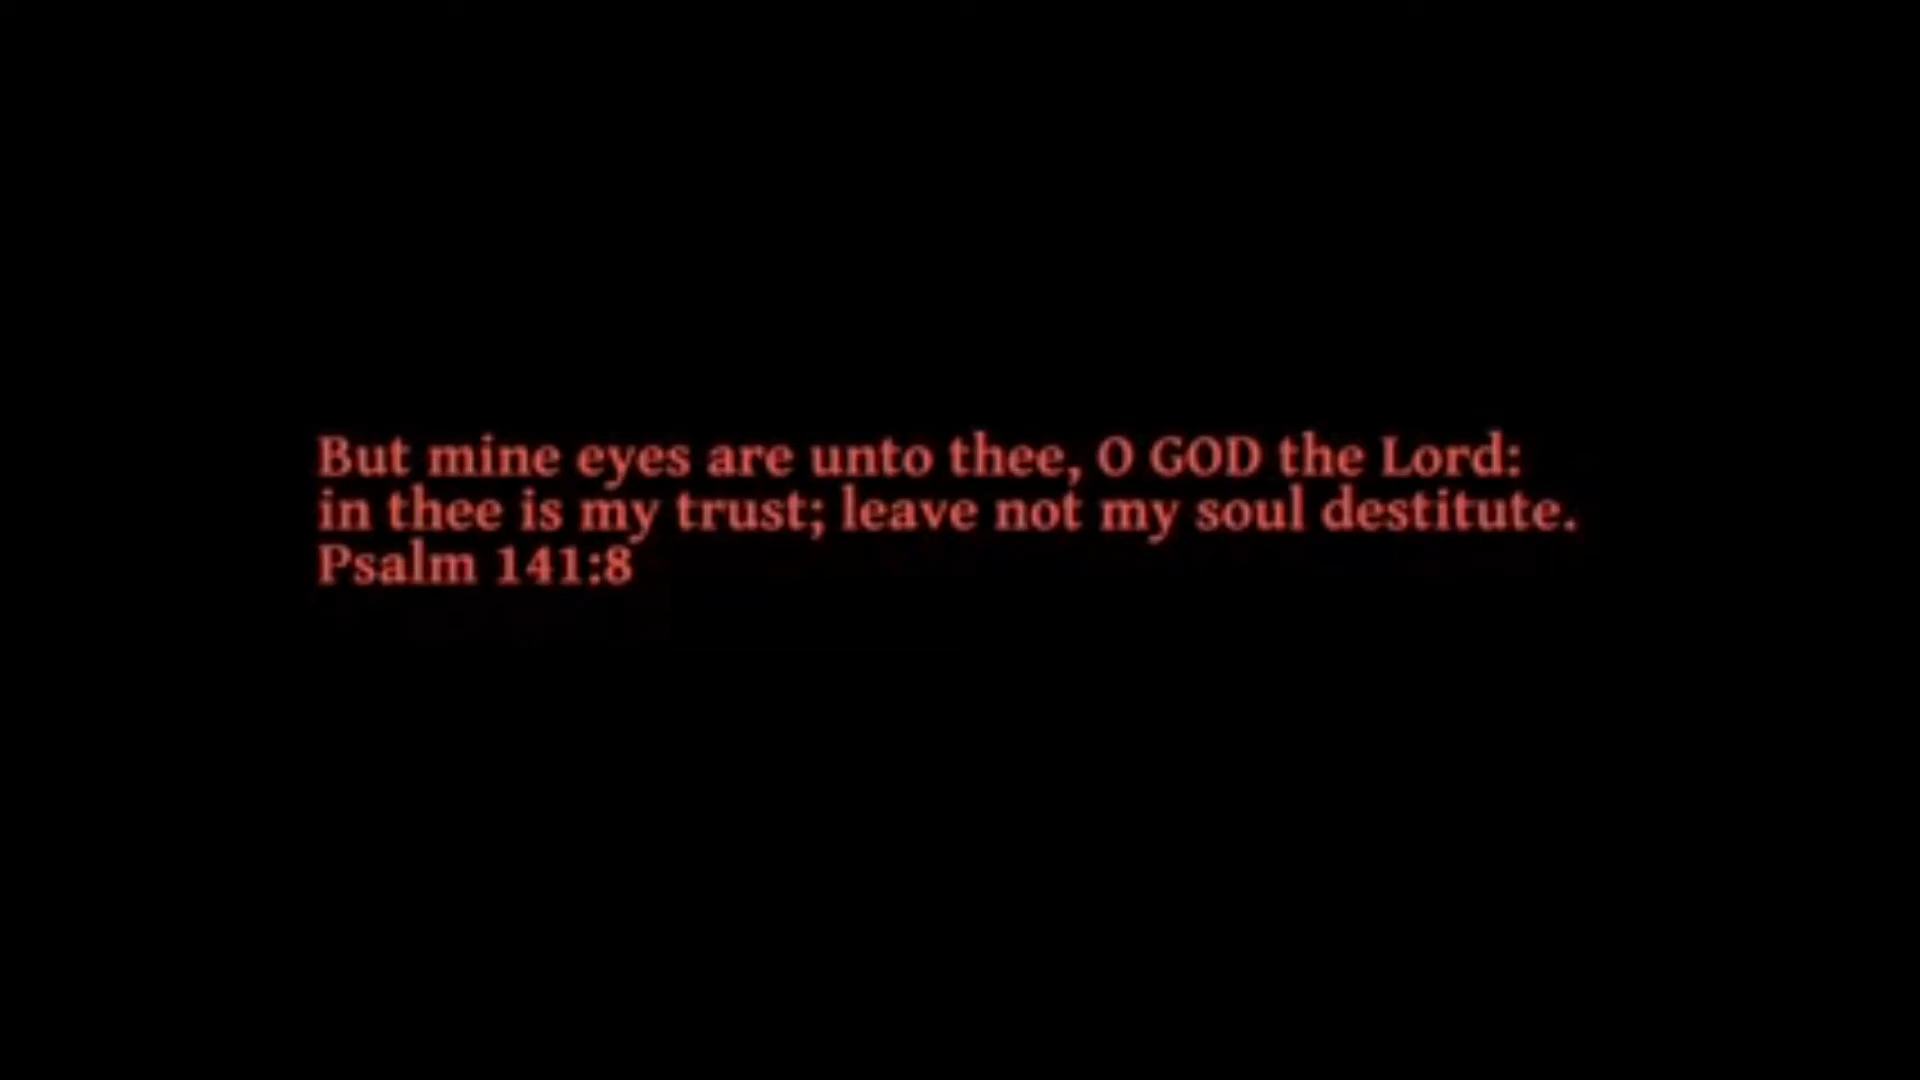 But mine eyes are unto thee, O GOD the Lord:
in thee is my trust; leave not my soul destitute.
Psalm 141:8